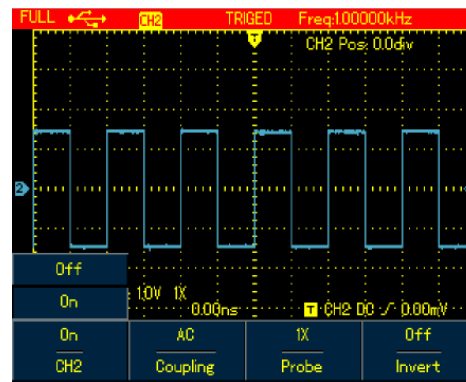 FULL CH2 TRIGED Freq:1.00000kHz
T
CH2 Pos: 0.0div
2
Off
On
1.0V 1X
0.00ns
T CH2 DC 0.00mV
On AC 1X Off
CH2 Coupling Probe Invert